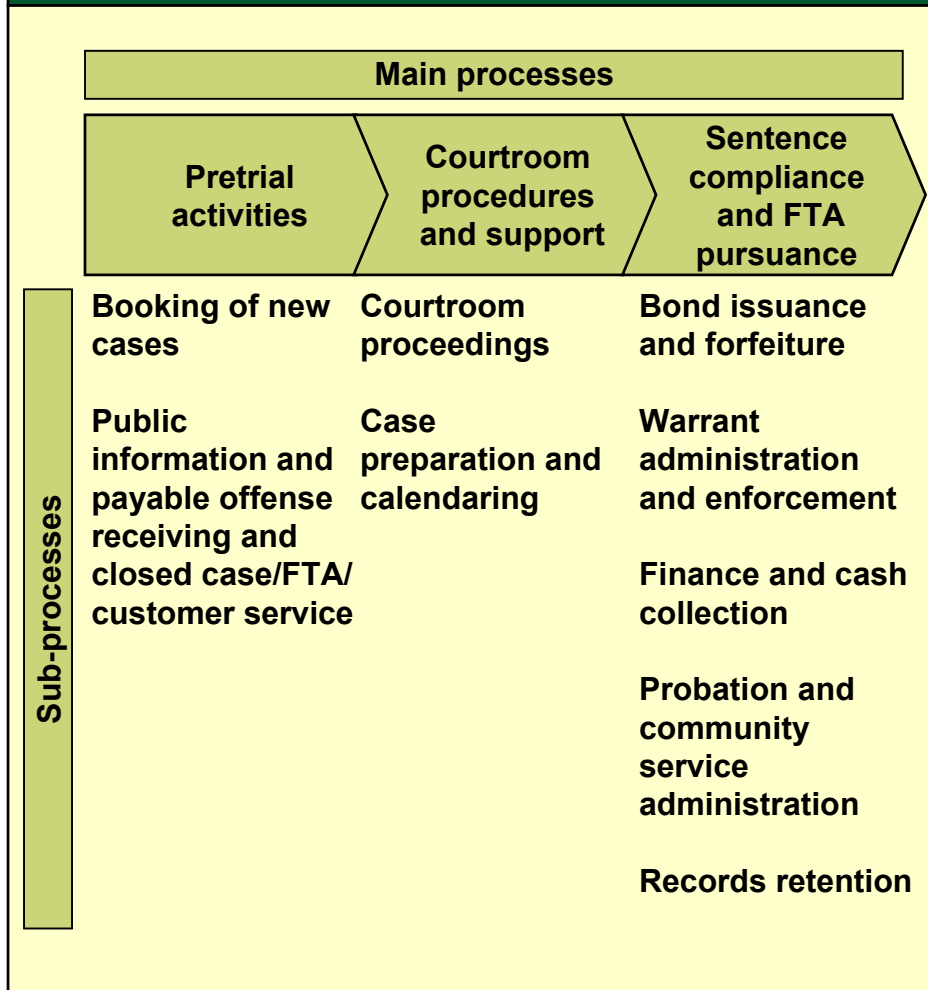 Main processes
Pretrial
activities
Courtroom
procedures
and support
Sentence
compliance
and FTA
pursuance
Sub-processes
Booking of new
cases
Public
information and
payable offense
receiving and
closed case/FTA/
customer service
Courtroom
proceedings
Case
preparation and
calendaring
Bond issuance
and forfeiture
Warrant
administration
and enforcement
Finance and cash
collection
Probation and
community
service
administration
Records retention